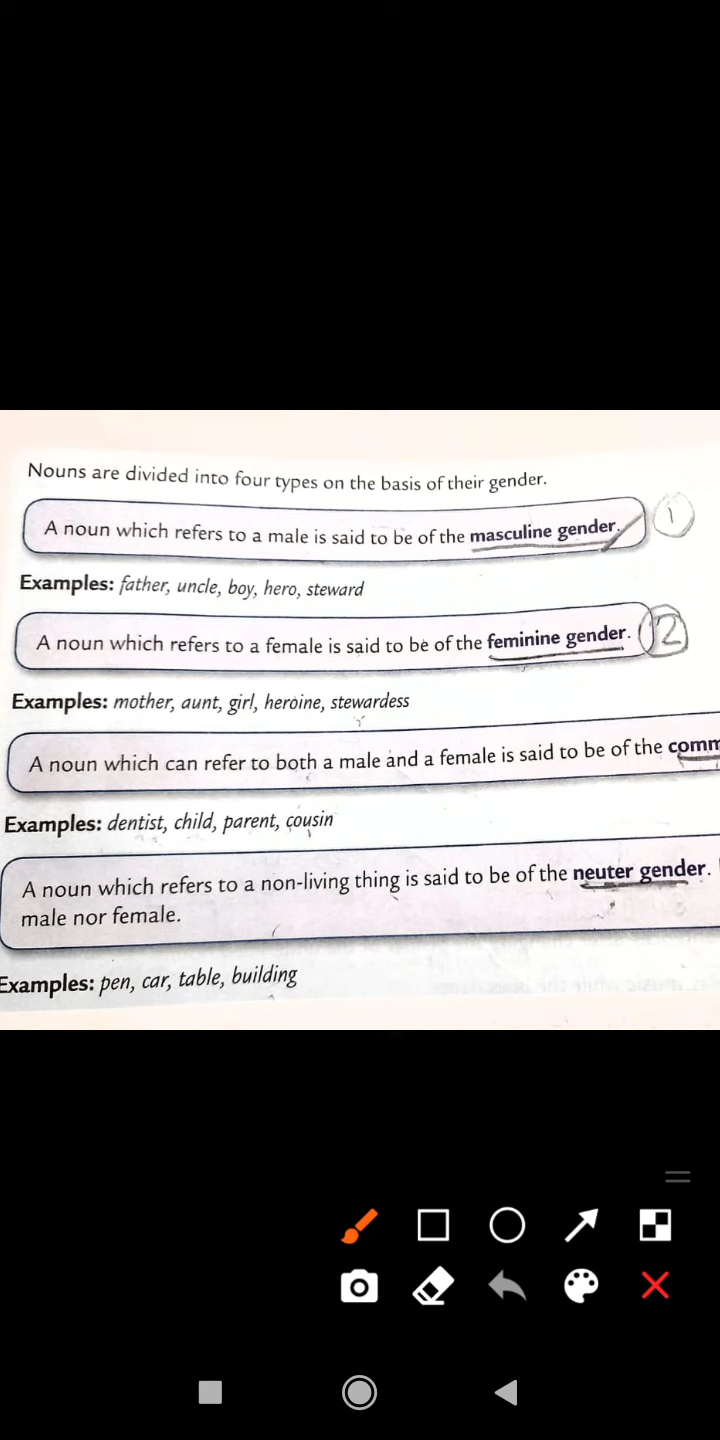 Nouns are divided into four types on the basis of their gender.
A noun which refers to a male is said to be of the masculine gender. 1
Examples: father, uncle, boy, hero, steward
A noun which refers to a female is said to be of the feminine gender. 2
Examples: mother, aunt, girl, heroine, stewardess
A noun which can refer to both a male and a female is said to be of the comm
Examples: dentist, child, parent, cousin
A noun which refers to a non-living thing is said to be of the neuter gender.
male nor female.
Examples: pen, car, table, building